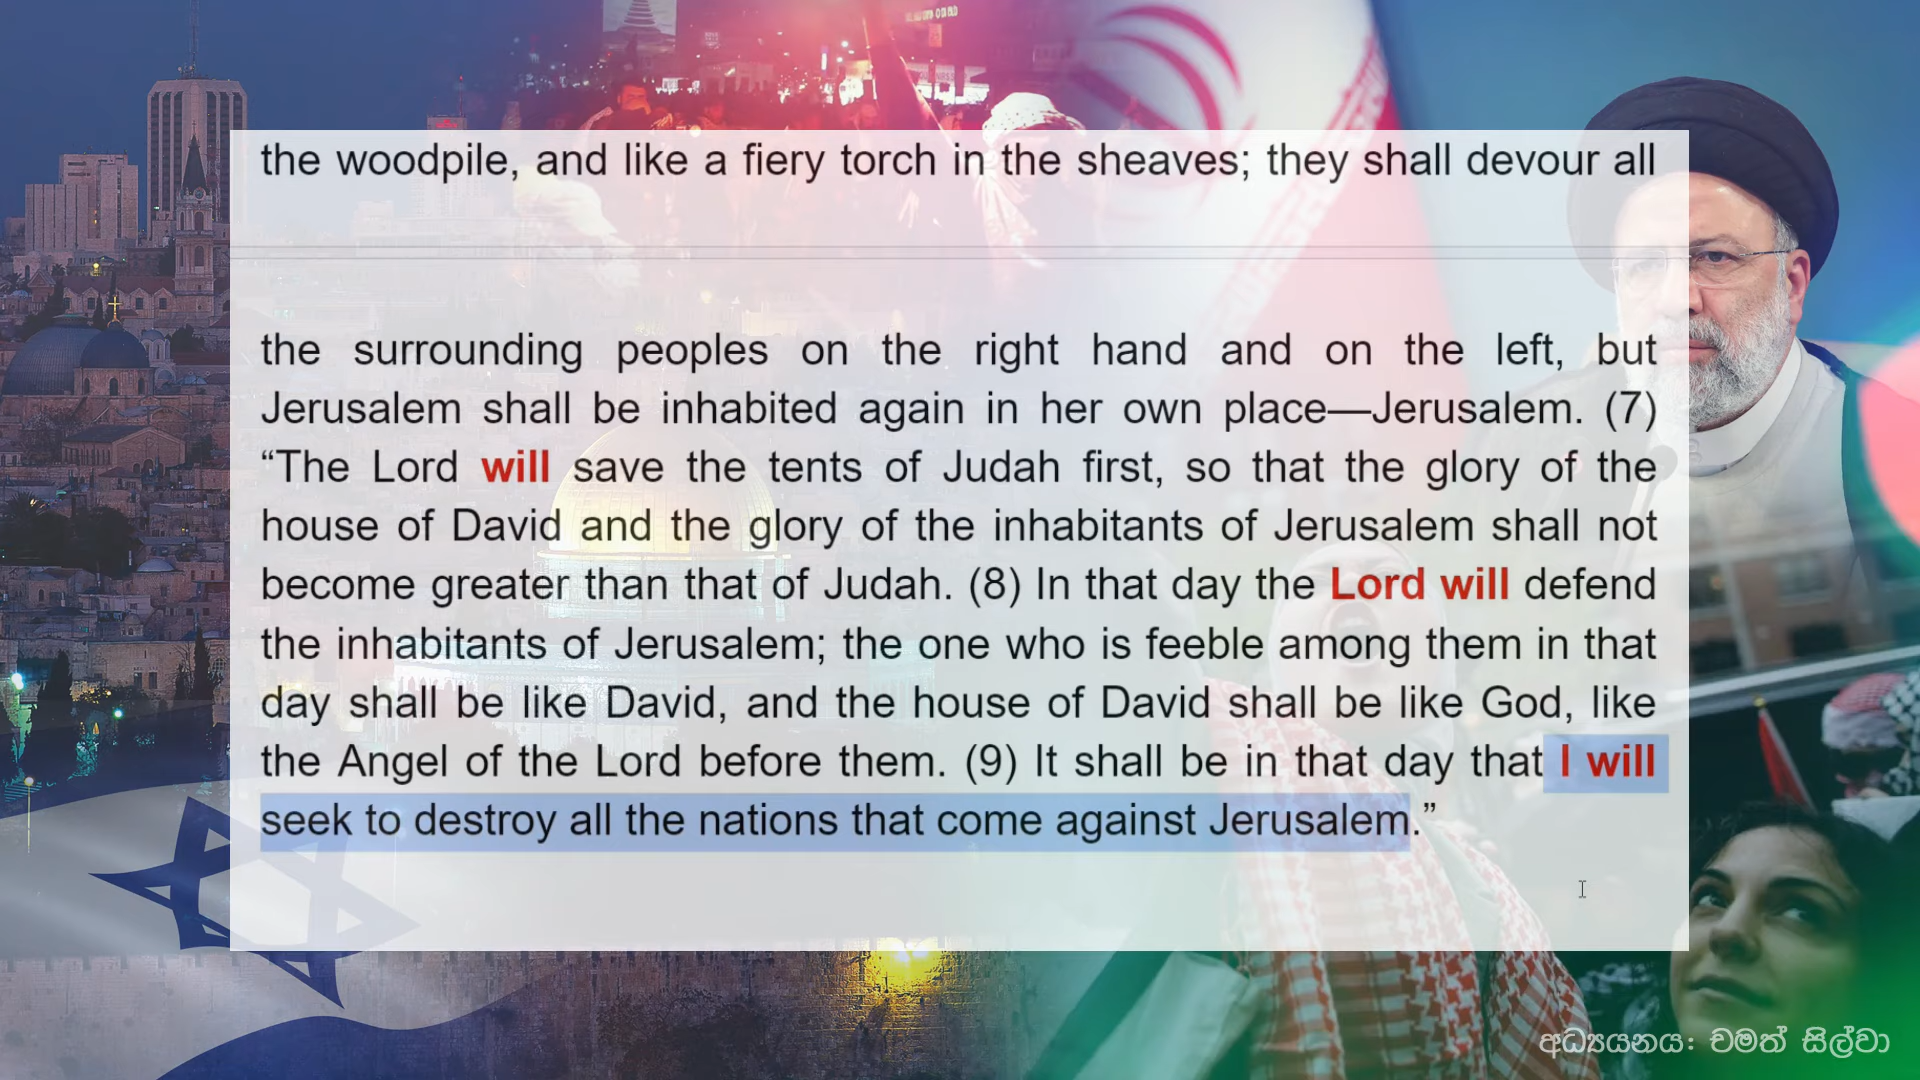 the woodpile, and like a fiery torch in the sheaves; they shall devour all
the surrounding peoples on the right hand and on the left, but
Jerusalem shall be inhabited again in her own place—Jerusalem. (7)
“The Lord will save the tents of Judah first, so that the glory of the
house of David and the glory of the inhabitants of Jerusalem shall not
become greater than that of Judah. (8) In that day the Lord will defend
the inhabitants of Jerusalem; the one who is feeble among them in that
day shall be like David, and the house of David shall be like God, like
the Angel of the Lord before them. (9) It shall be in that day that I will
seek to destroy all the nations that come against Jerusalem.”
අධ්‍යයනය: චමත් සිල්වා